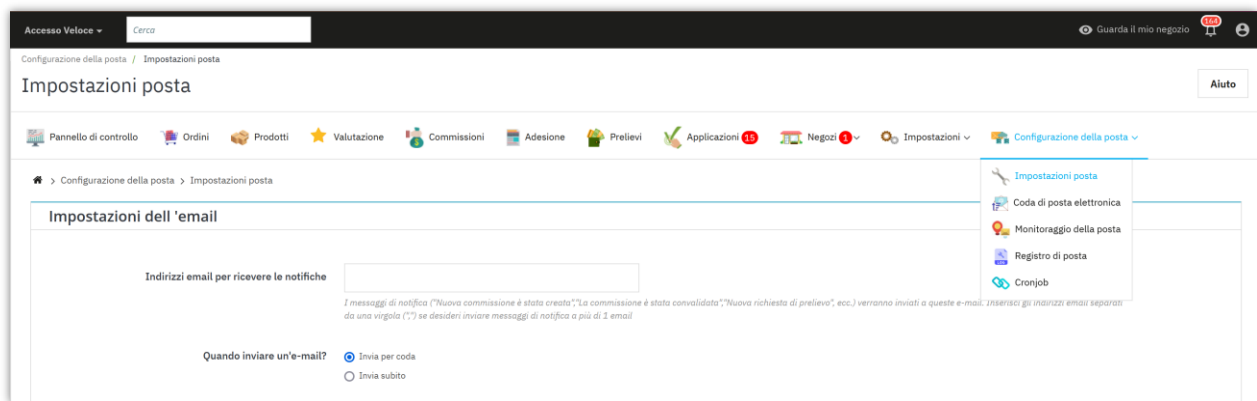 Accesso Veloce
Cerca
Guarda il mio negozio
164
Configurazione della posta / Impostazioni posta
Impostazioni posta
Aiuto
Pannello di controllo
Ordini
Prodotti
Valutazione
Commissioni
Adesione
Prelievi
Applicazioni 15
Negozi 1
Impostazioni
Configurazione della posta
> Configurazione della posta > Impostazioni posta
Impostazioni posta
Coda di posta elettronica
Monitoraggio della posta
Registro di posta
Cronjob
Impostazioni dell 'email
Indirizzi email per ricevere le notifiche
I messaggi di notifica ("Nuova commissione è stata creata","La commissione è stata convalidata","Nuova richiesta di prelievo", ecc.) verranno inviati a queste e-mail. Inserisci gli indirizzi email separati
da una virgola (",") se desideri inviare messaggi di notifica a più di 1 email
Quando inviare un'e-mail?
Invia per coda
Invia subito